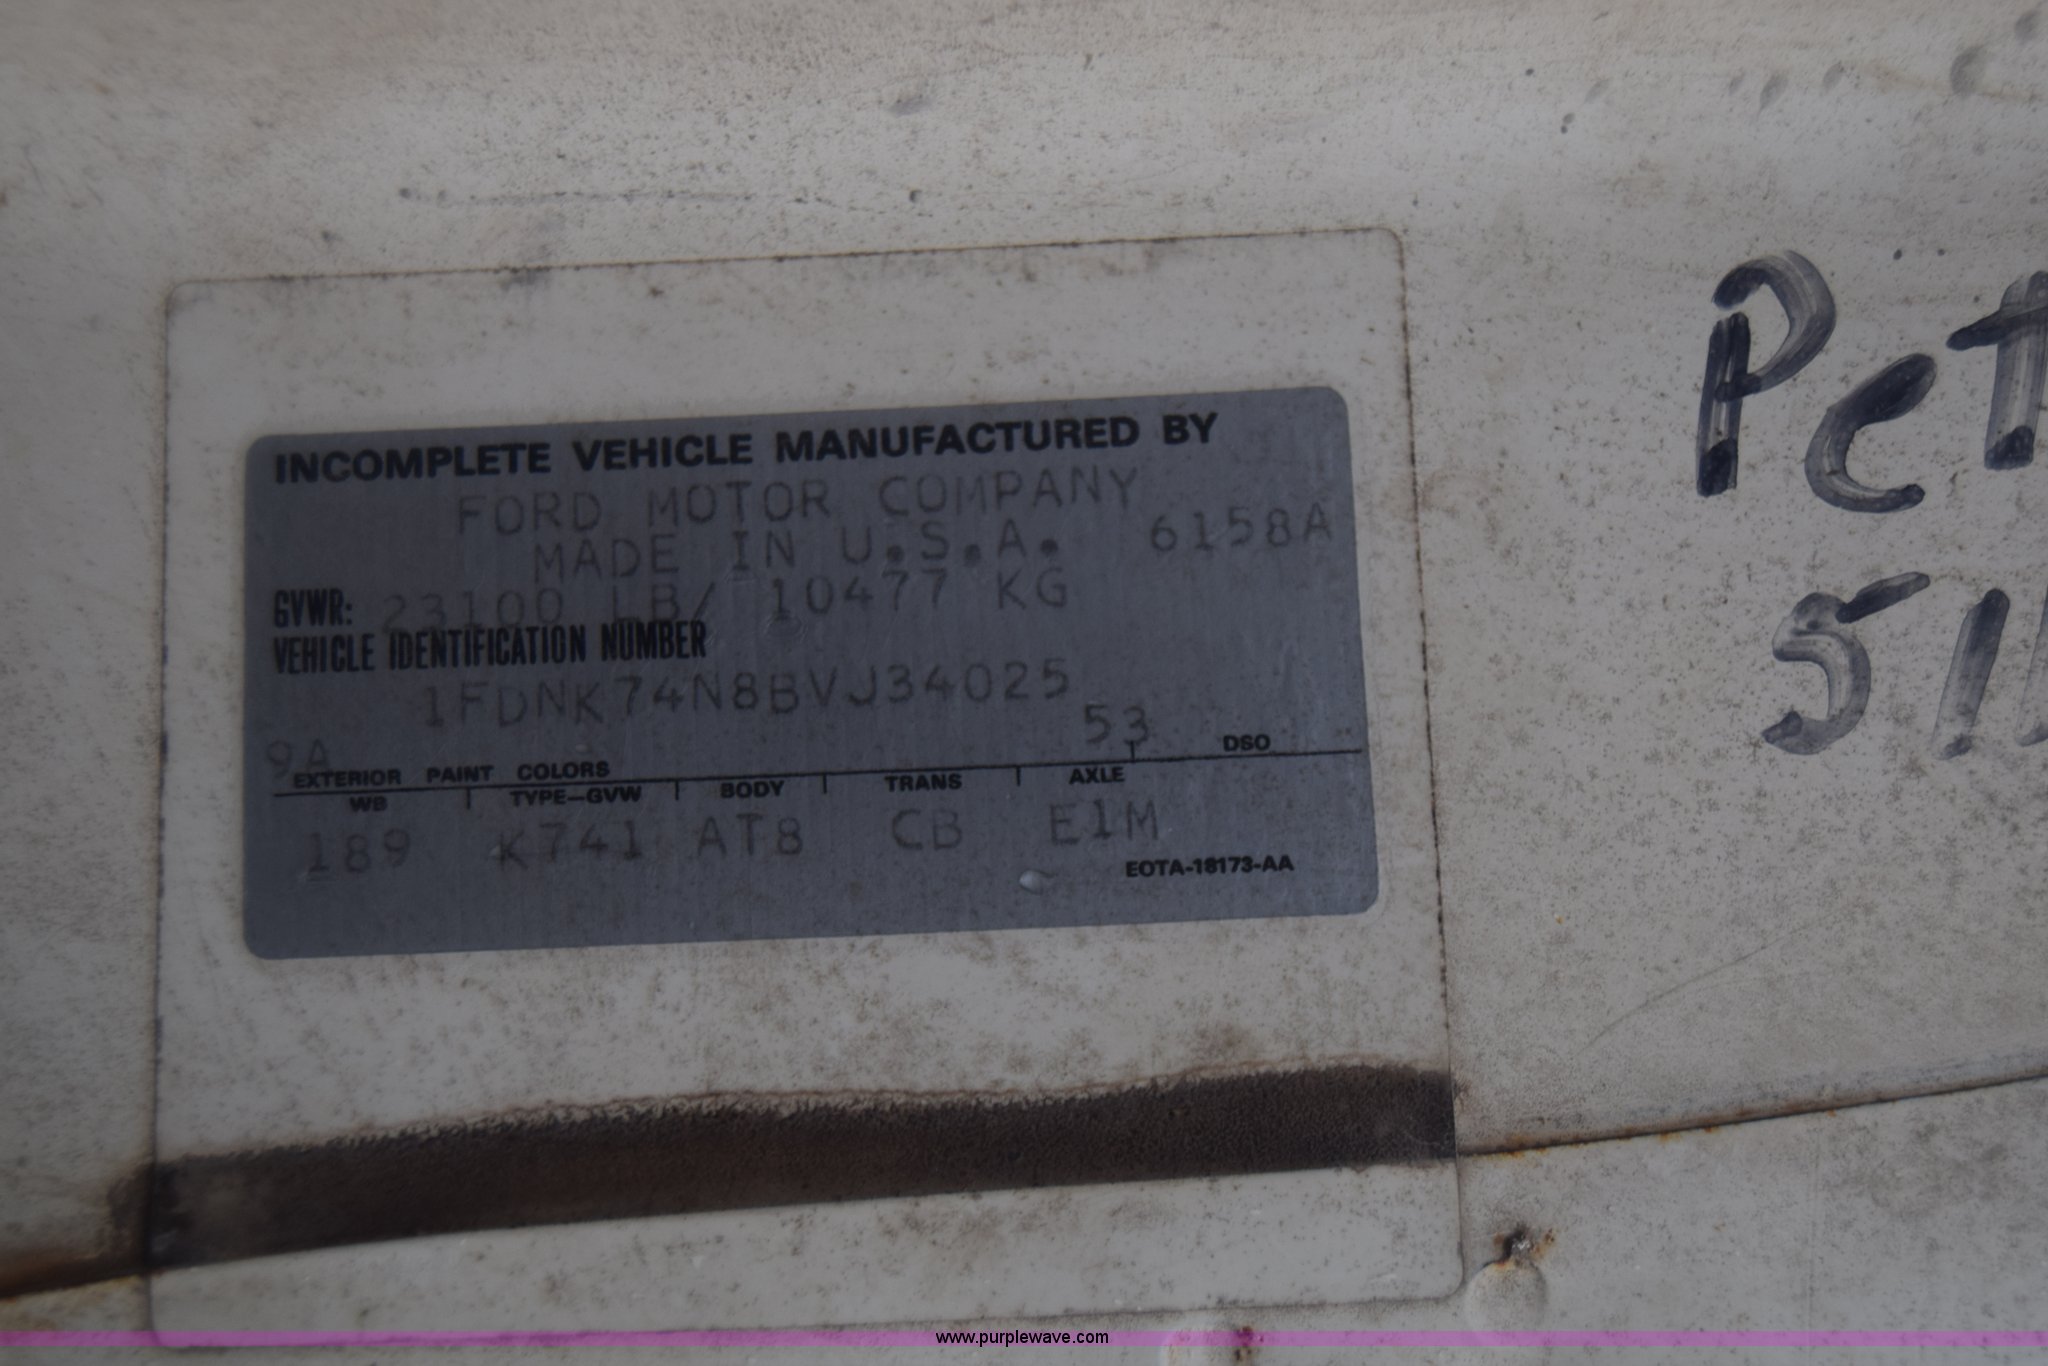 INCOMPLETE VEHICLE MANUFACTURED BY
FORD MOTOR COMPANY
MADE IN U.S.A. 6158A
GVWR: 23100 LB/ 10477 KG
VEHICLE IDENTIFICATION NUMBER
1FDNK74N8BVJ34025
9A 53
EXTERIOR PAINT COLORS DSO
WB TYPE-GVW BODY TRANS AXLE
189 K741 AT8 CB E1M
EOTA-18173-AA
www.purplewave.com